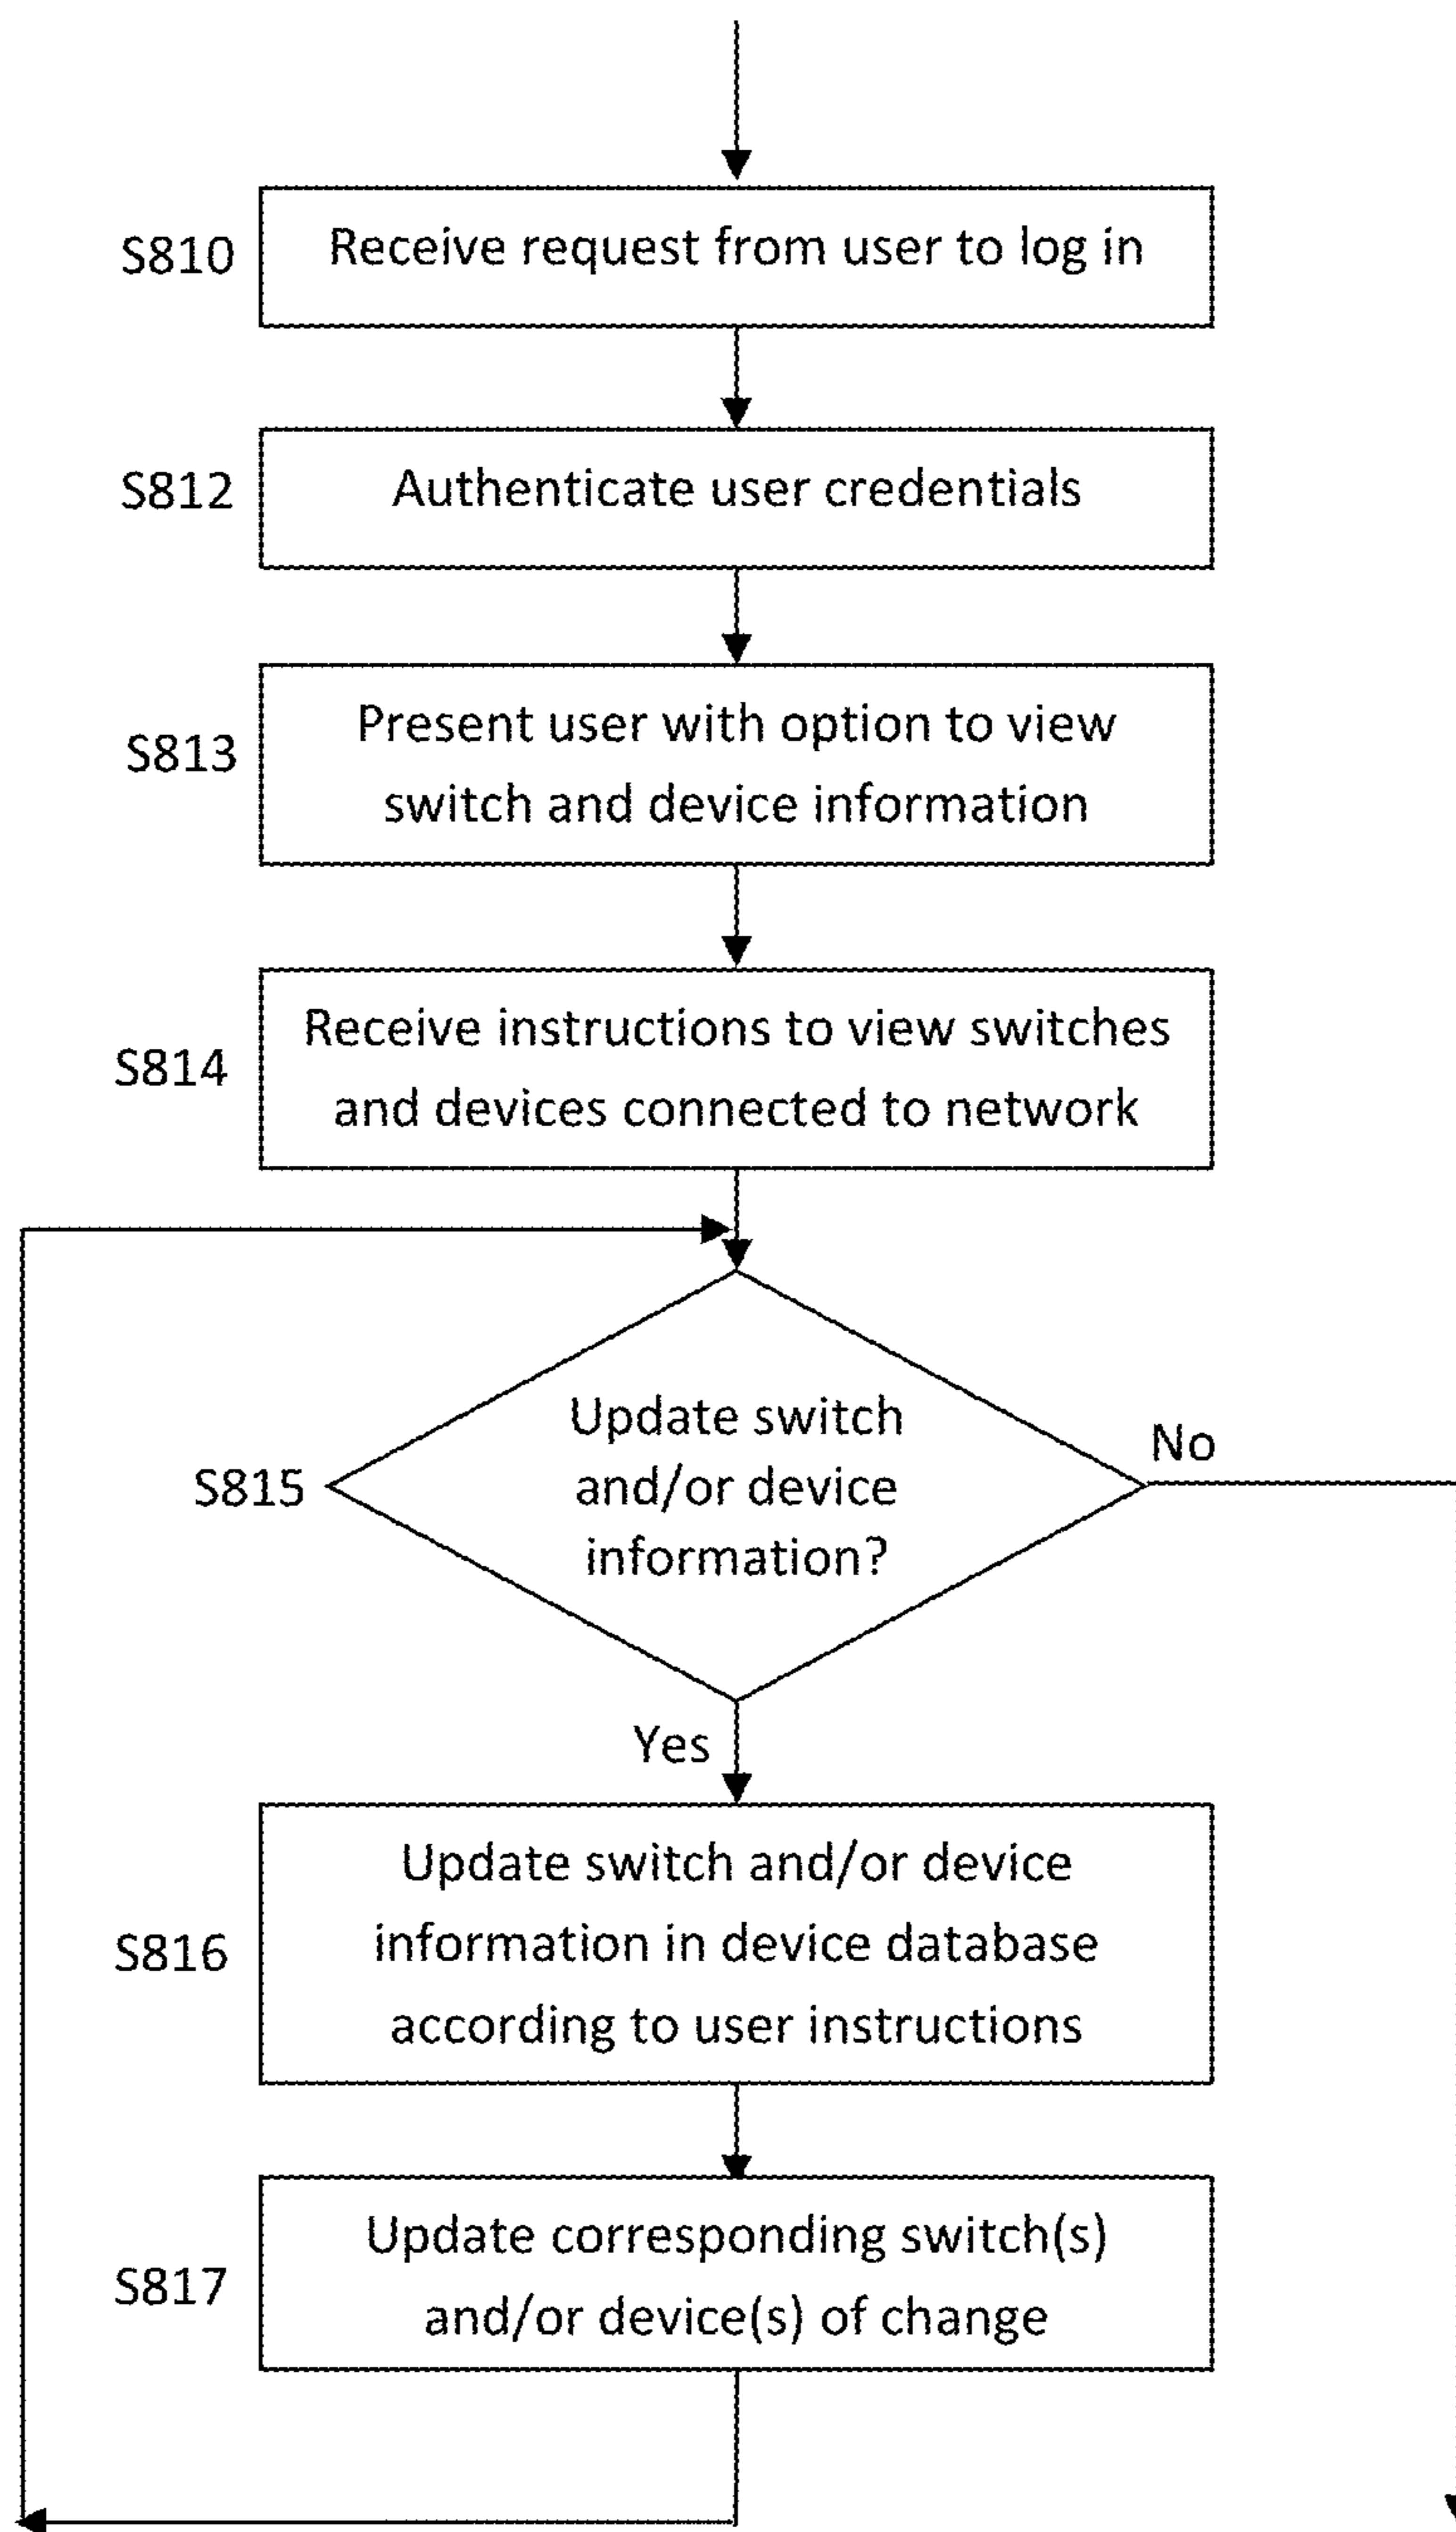 S810
Receive request from user to log in
S812
Authenticate user credentials
S813
Present user with option to view
switch and device information
S814
Receive instructions to view switches
and devices connected to network
S815
Update switch
and/or device
information?
No
Yes
S816
Update switch and/or device
information in device database
according to user instructions
S817
Update corresponding switch(s)
and/or device(s) of change